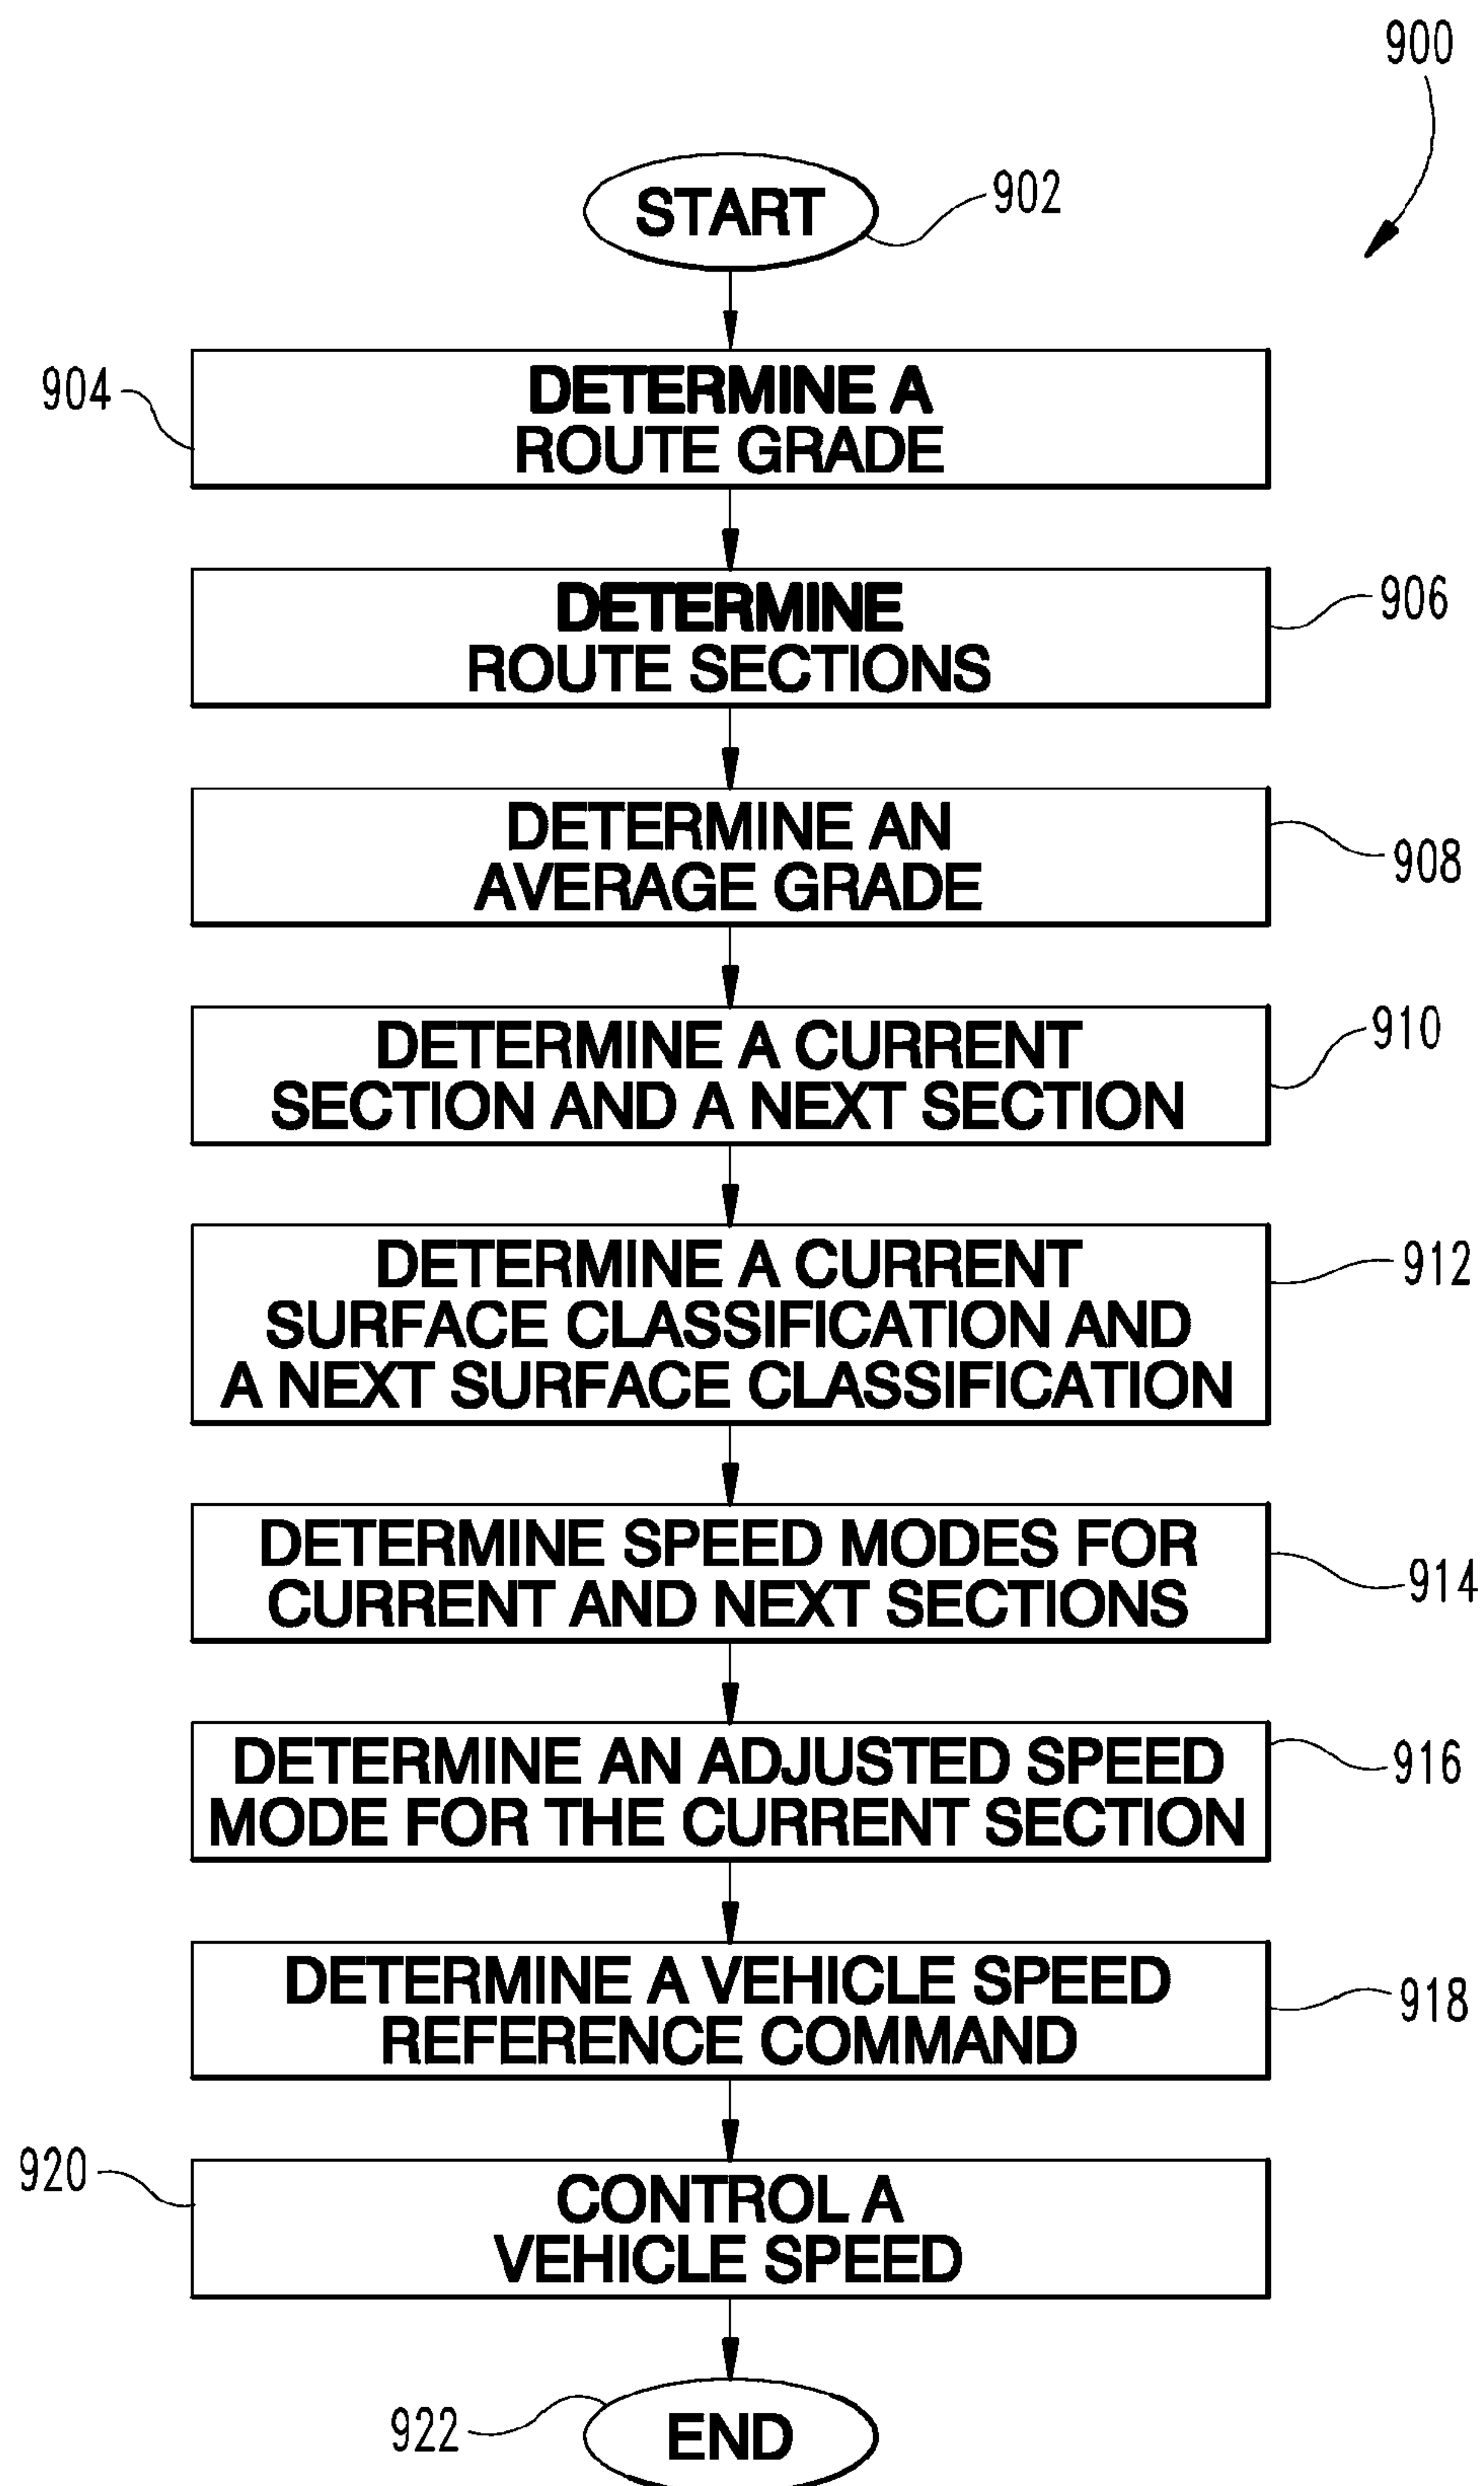 900
START
902
904
DETERMINE A
ROUTE GRADE
DETERMINE
ROUTE SECTIONS
906
DETERMINE AN
AVERAGE GRADE
908
DETERMINE A CURRENT
SECTION AND A NEXT SECTION
910
DETERMINE A CURRENT
SURFACE CLASSIFICATION AND
A NEXT SURFACE CLASSIFICATION
912
DETERMINE SPEED MODES FOR
CURRENT AND NEXT SECTIONS
914
DETERMINE AN ADJUSTED SPEED
MODE FOR THE CURRENT SECTION
916
DETERMINE A VEHICLE SPEED
REFERENCE COMMAND
918
920
CONTROL A
VEHICLE SPEED
922
END